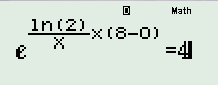 D Math
e^(ln(2)/x ×(8-0)) =4